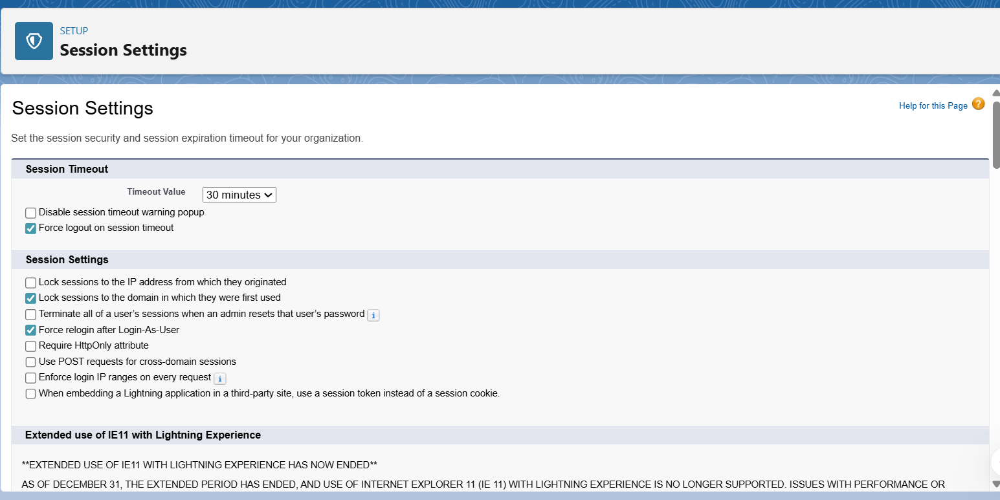 SETUP
Session Settings
Session Settings
Help for this Page ?
Set the session security and session expiration timeout for your organization.
Session Timeout
Timeout Value 30 minutes
Disable session timeout warning popup
Force logout on session timeout
Session Settings
Lock sessions to the IP address from which they originated
Lock sessions to the domain in which they were first used
Terminate all of a user’s sessions when an admin resets that user’s password i
Force relogin after Login-As-User
Require HttpOnly attribute
Use POST requests for cross-domain sessions
Enforce login IP ranges on every request i
When embedding a Lightning application in a third-party site, use a session token instead of a session cookie.
Extended use of IE11 with Lightning Experience
**EXTENDED USE OF IE11 WITH LIGHTNING EXPERIENCE HAS NOW ENDED**
AS OF DECEMBER 31, THE EXTENDED PERIOD HAS ENDED, AND USE OF INTERNET EXPLORER 11 (IE 11) WITH LIGHTNING EXPERIENCE IS NO LONGER SUPPORTED. ISSUES WITH PERFORMANCE OR